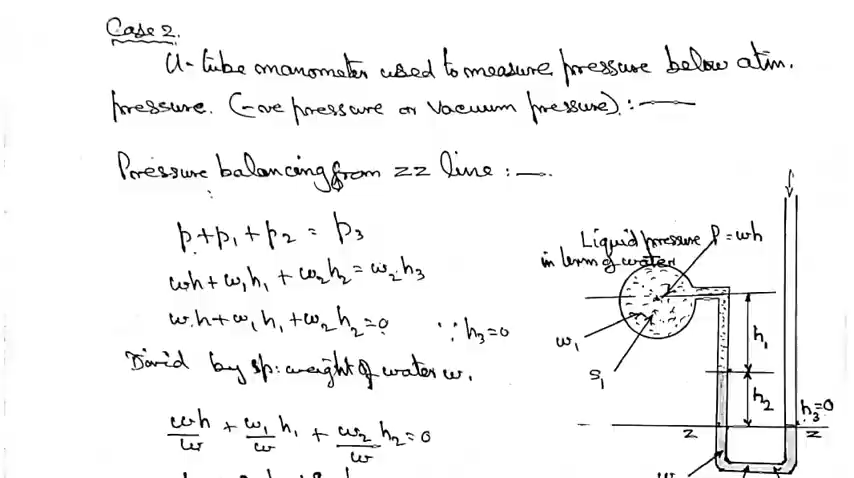 Case 2.
U-tube manometer used to measure pressure below atm.
pressure. (-ve pressure or Vacuum pressure) :—
Pressure balancing from ZZ line :—
p + p₁ + p₂ = p₃
wh + w₁h₁ + w₂h₂ = w₂h₃
w.h + w₁h₁ + w₂h₂ = 0 ∵ h₃ = 0
Divid by sp: weight of water w.
wh/w + w₁/w h₁ + w₂/w h₂ = 0
Liquid pressure P = wh
in term of water
w₁
S₁
h₁
h₂
h₃=0
Z
Z